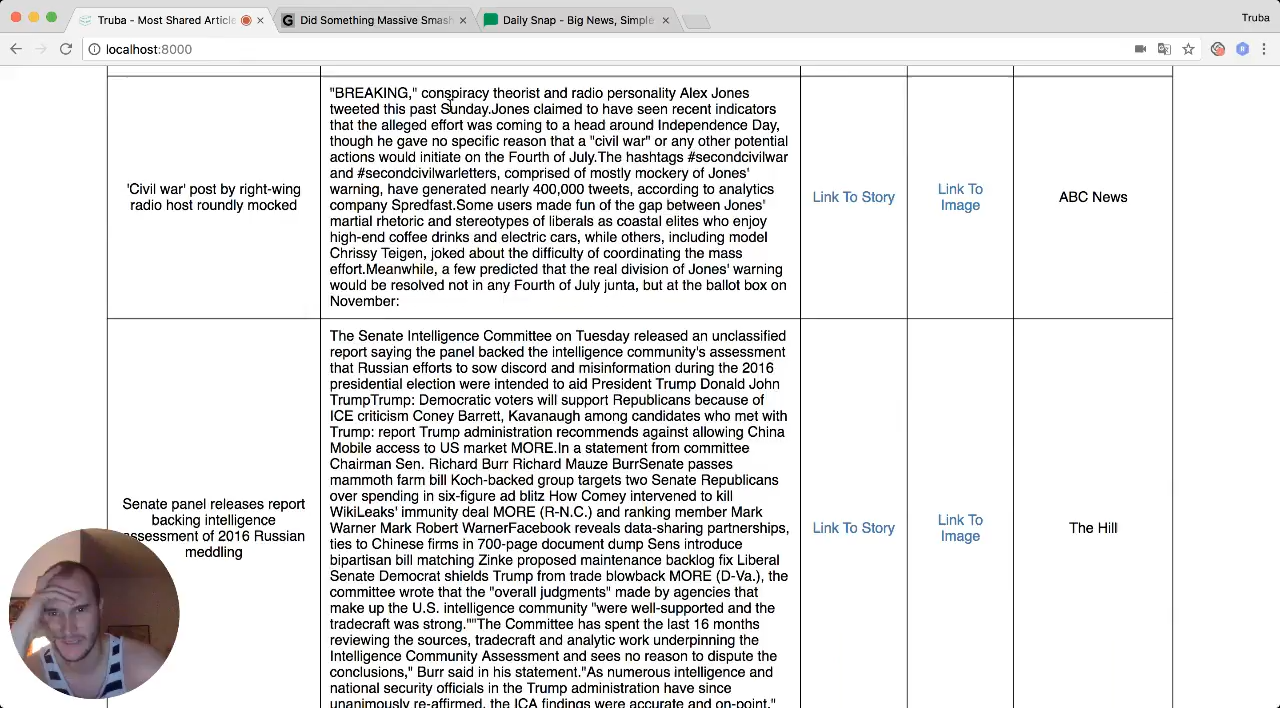 Truba - Most Shared Article
Did Something Massive Smash
Daily Snap - Big News, Simple
Truba
localhost:8000
'Civil war' post by right-wing
radio host roundly mocked
"BREAKING," conspiracy theorist and radio personality Alex Jones
tweeted this past Sunday.Jones claimed to have seen recent indicators
that the alleged effort was coming to a head around Independence Day,
though he gave no specific reason that a "civil war" or any other potential
actions would initiate on the Fourth of July.The hashtags #secondcivilwar
and #secondcivilwarletters, comprised of mostly mockery of Jones'
warning, have generated nearly 400,000 tweets, according to analytics
company Spredfast.Some users made fun of the gap between Jones'
martial rhetoric and stereotypes of liberals as coastal elites who enjoy
high-end coffee drinks and electric cars, while others, including model
Chrissy Teigen, joked about the difficulty of coordinating the mass
effort.Meanwhile, a few predicted that the real division of Jones' warning
would be resolved not in any Fourth of July junta, but at the ballot box on
November:
Link To Story
Link To
Image
ABC News
Senate panel releases report
backing intelligence
assessment of 2016 Russian
meddling
The Senate Intelligence Committee on Tuesday released an unclassified
report saying the panel backed the intelligence community's assessment
that Russian efforts to sow discord and misinformation during the 2016
presidential election were intended to aid President Trump Donald John
TrumpTrump: Democratic voters will support Republicans because of
ICE criticism Coney Barrett, Kavanaugh among candidates who met with
Trump: report Trump administration recommends against allowing China
Mobile access to US market MORE.In a statement from committee
Chairman Sen. Richard Burr Richard Mauze BurrSenate passes
mammoth farm bill Koch-backed group targets two Senate Republicans
over spending in six-figure ad blitz How Comey intervened to kill
WikiLeaks' immunity deal MORE (R-N.C.) and ranking member Mark
Warner Mark Robert WarnerFacebook reveals data-sharing partnerships,
ties to Chinese firms in 700-page document dump Sens introduce
bipartisan bill matching Zinke proposed maintenance backlog fix Liberal
Senate Democrat shields Trump from trade blowback MORE (D-Va.), the
committee wrote that the "overall judgments" made by agencies that
make up the U.S. intelligence community "were well-supported and the
tradecraft was strong.""The Committee has spent the last 16 months
reviewing the sources, tradecraft and analytic work underpinning the
Intelligence Community Assessment and sees no reason to dispute the
conclusions," Burr said in his statement."As numerous intelligence and
national security officials in the Trump administration have since
unanimously re-affirmed, the ICA findings were accurate and on-point."
Link To Story
Link To
Image
The Hill